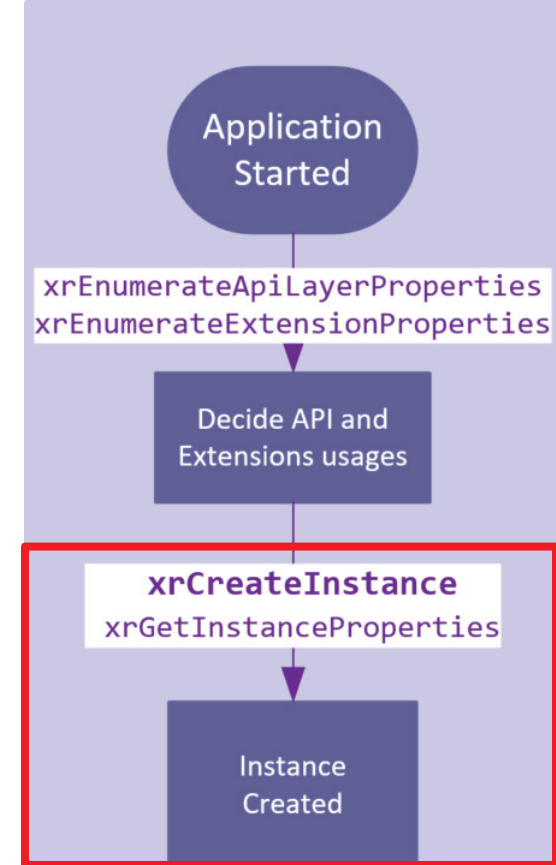 Application
Started
xrEnumerateApiLayerProperties
xrEnumerateExtensionProperties
Decide API and
Extensions usages
xrCreateInstance
xrGetInstanceProperties
Instance
Created